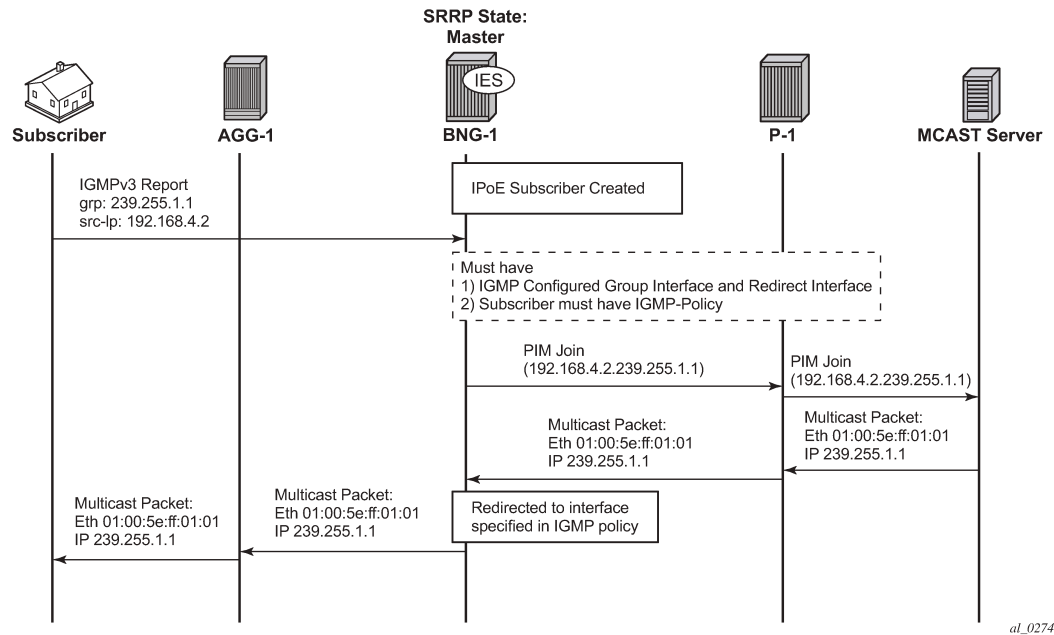 SRRP State:
Master
IES
Subscriber
AGG-1
BNG-1
P-1
MCAST Server
IGMPv3 Report
grp: 239.255.1.1
src-lp: 192.168.4.2
IPoE Subscriber Created
Must have
1) IGMP Configured Group Interface and Redirect Interface
2) Subscriber must have IGMP-Policy
PIM Join
(192.168.4.2.239.255.1.1)
PIM Join
(192.168.4.2.239.255.1.1)
Multicast Packet:
Eth 01:00:5e:ff:01:01
IP 239.255.1.1
Multicast Packet:
Eth 01:00:5e:ff:01:01
IP 239.255.1.1
Redirected to interface
specified in IGMP policy
Multicast Packet:
Eth 01:00:5e:ff:01:01
IP 239.255.1.1
Multicast Packet:
Eth 01:00:5e:ff:01:01
IP 239.255.1.1
al_0274